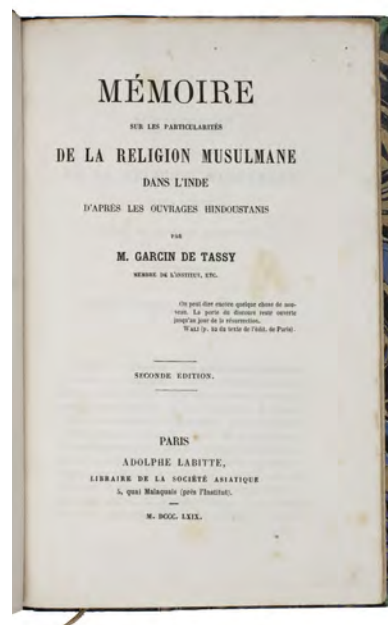 MÉMOIRE
SUR LES PARTICULARITÉS
DE LA RELIGION MUSULMANE
DANS L'INDE
D'APRÈS LES OUVRAGES HINDOUSTANIS
PAR
M. GARCIN DE TASSY
MEMBRE DE L'INSTITUT, ETC.
On peut dire encore quelque chose de nou-
veau. La porte du discours reste ouverte
jusqu'au jour de la résurrection.
WALI (p. 22 du texte de l'édit. de Paris).
SECONDE EDITION.
PARIS
ADOLPHE LABITTE,
LIBRAIRE DE LA SOCIÉTÉ ASIATIQUE
5, quai Malaquais (près l'Institut).
M. DCCC. LXIX.